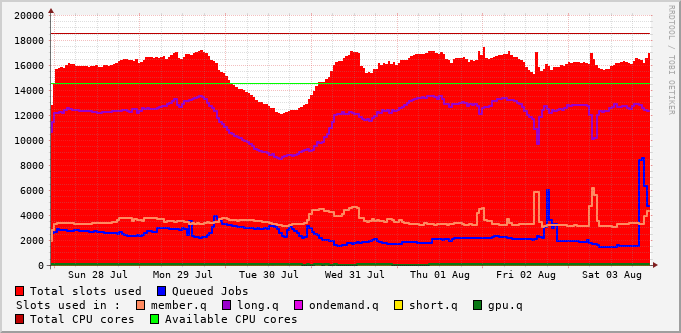 20000
18000
16000
14000
12000
10000
8000
6000
4000
2000
0
Sun 28 Jul Mon 29 Jul Tue 30 Jul Wed 31 Jul Thu 01 Aug Fri 02 Aug Sat 03 Aug
Total slots used Queued Jobs
Slots used in : member.q long.q ondemand.q short.q gpu.q
Total CPU cores Available CPU cores
RRDTOOL / TOBI OETIKER